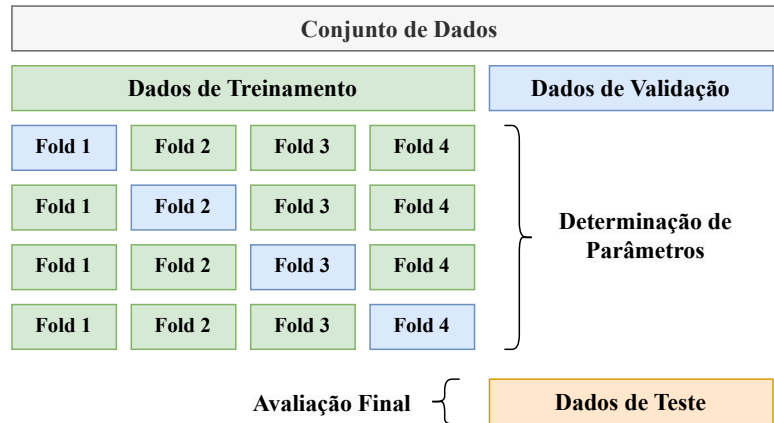 Conjunto de Dados
Dados de Treinamento Dados de Validação
Fold 1 Fold 2 Fold 3 Fold 4
Fold 1 Fold 2 Fold 3 Fold 4
Fold 1 Fold 2 Fold 3 Fold 4
Fold 1 Fold 2 Fold 3 Fold 4
Determinação de
Parâmetros
Avaliação Final Dados de Teste